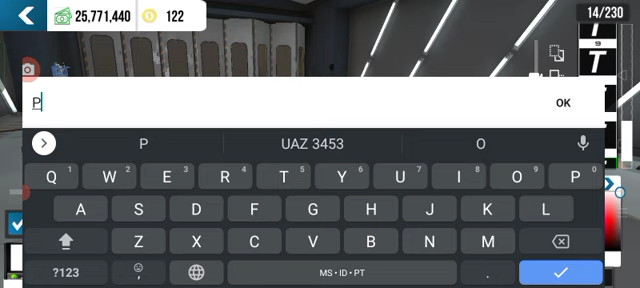 25,771,440 122 14/230
9
T
P OK
P UAZ 3453 O
Q 1 W 2 E 3 R 4 T 5 Y 6 U 7 I 8 O 9 P 0
A S D F G H J K L
Z X C V B N M
?123 , MS • ID • PT .